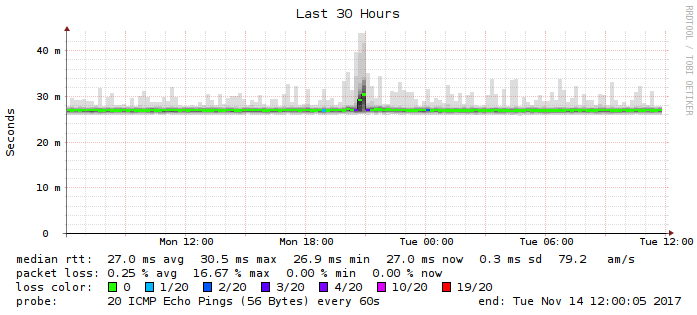 Last 30 Hours
RRDTOOL / TOBI OETIKER
Seconds
40 m
30 m
20 m
10 m
0
Mon 12:00 Mon 18:00 Tue 00:00 Tue 06:00 Tue 12:00
median rtt: 27.0 ms avg 30.5 ms max 26.9 ms min 27.0 ms now 0.3 ms sd 79.2 am/s
packet loss: 0.25 % avg 16.67 % max 0.00 % min 0.00 % now
loss color: 0 1/20 2/20 3/20 4/20 10/20 19/20
probe: 20 ICMP Echo Pings (56 Bytes) every 60s end: Tue Nov 14 12:00:05 2017